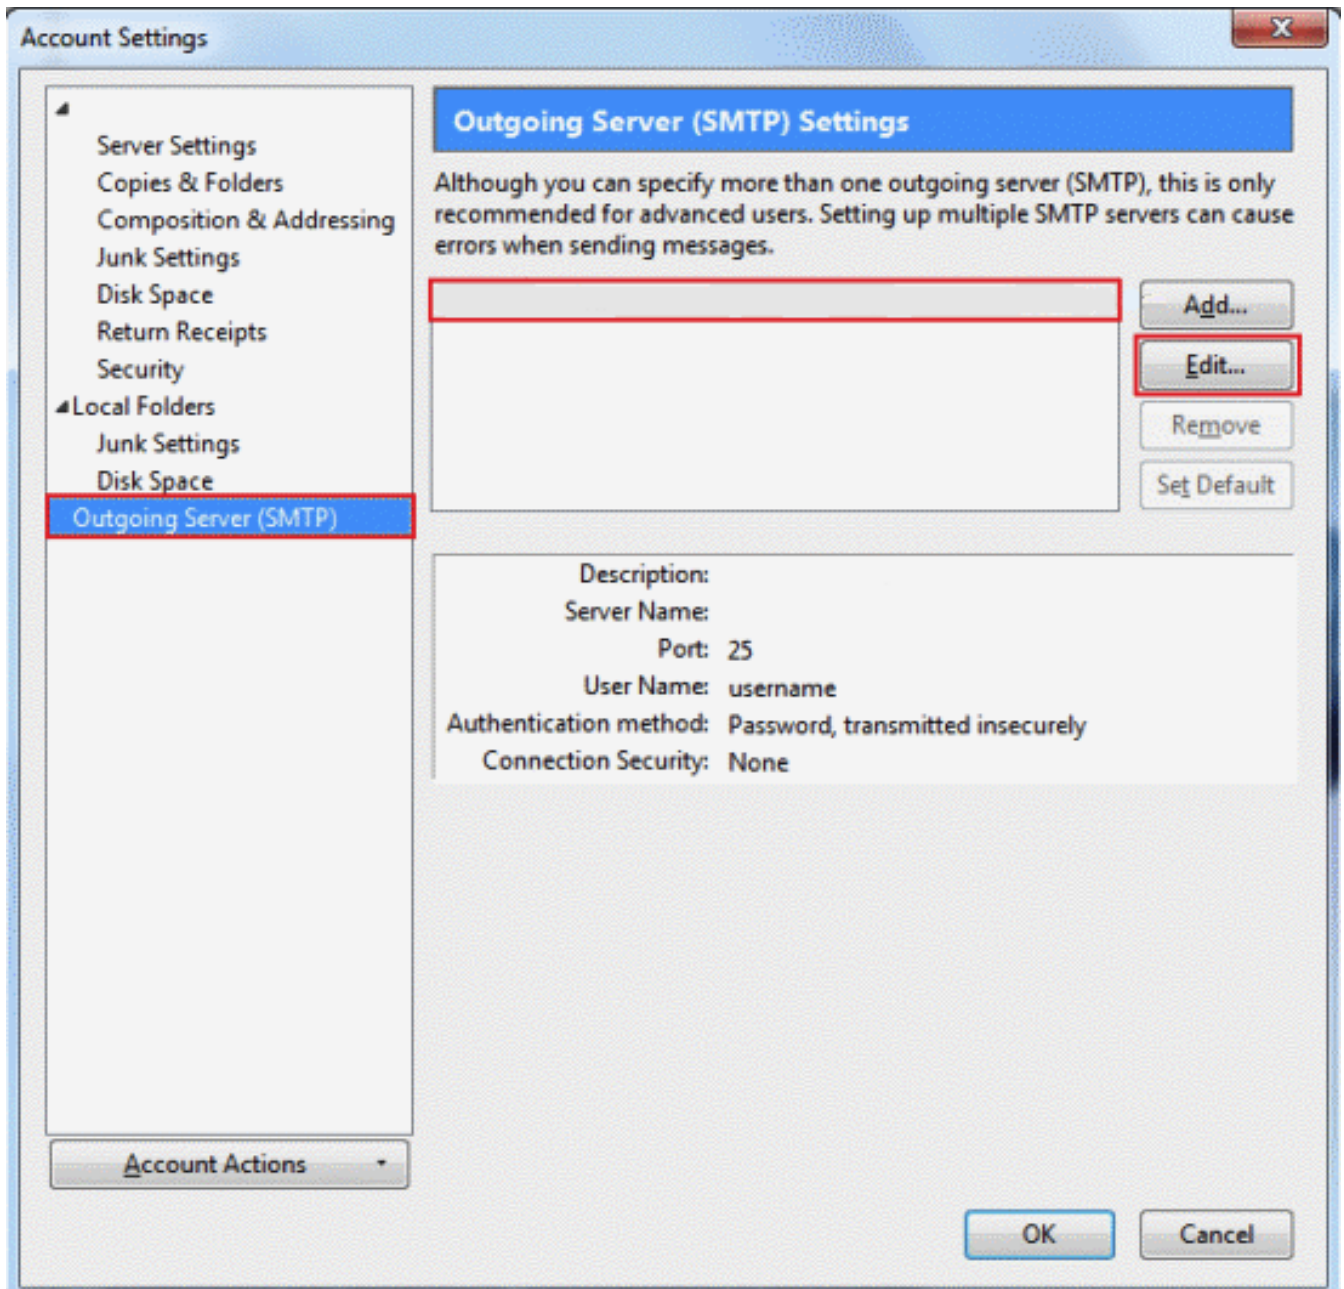 Account Settings
Server Settings
Copies & Folders
Composition & Addressing
Junk Settings
Disk Space
Return Receipts
Security
Local Folders
Junk Settings
Disk Space
Outgoing Server (SMTP)
Account Actions
Outgoing Server (SMTP) Settings
Although you can specify more than one outgoing server (SMTP), this is only
recommended for advanced users. Setting up multiple SMTP servers can cause
errors when sending messages.
Add...
Edit...
Remove
Set Default
Description:
Server Name:
Port: 25
User Name: username
Authentication method: Password, transmitted insecurely
Connection Security: None
OK
Cancel